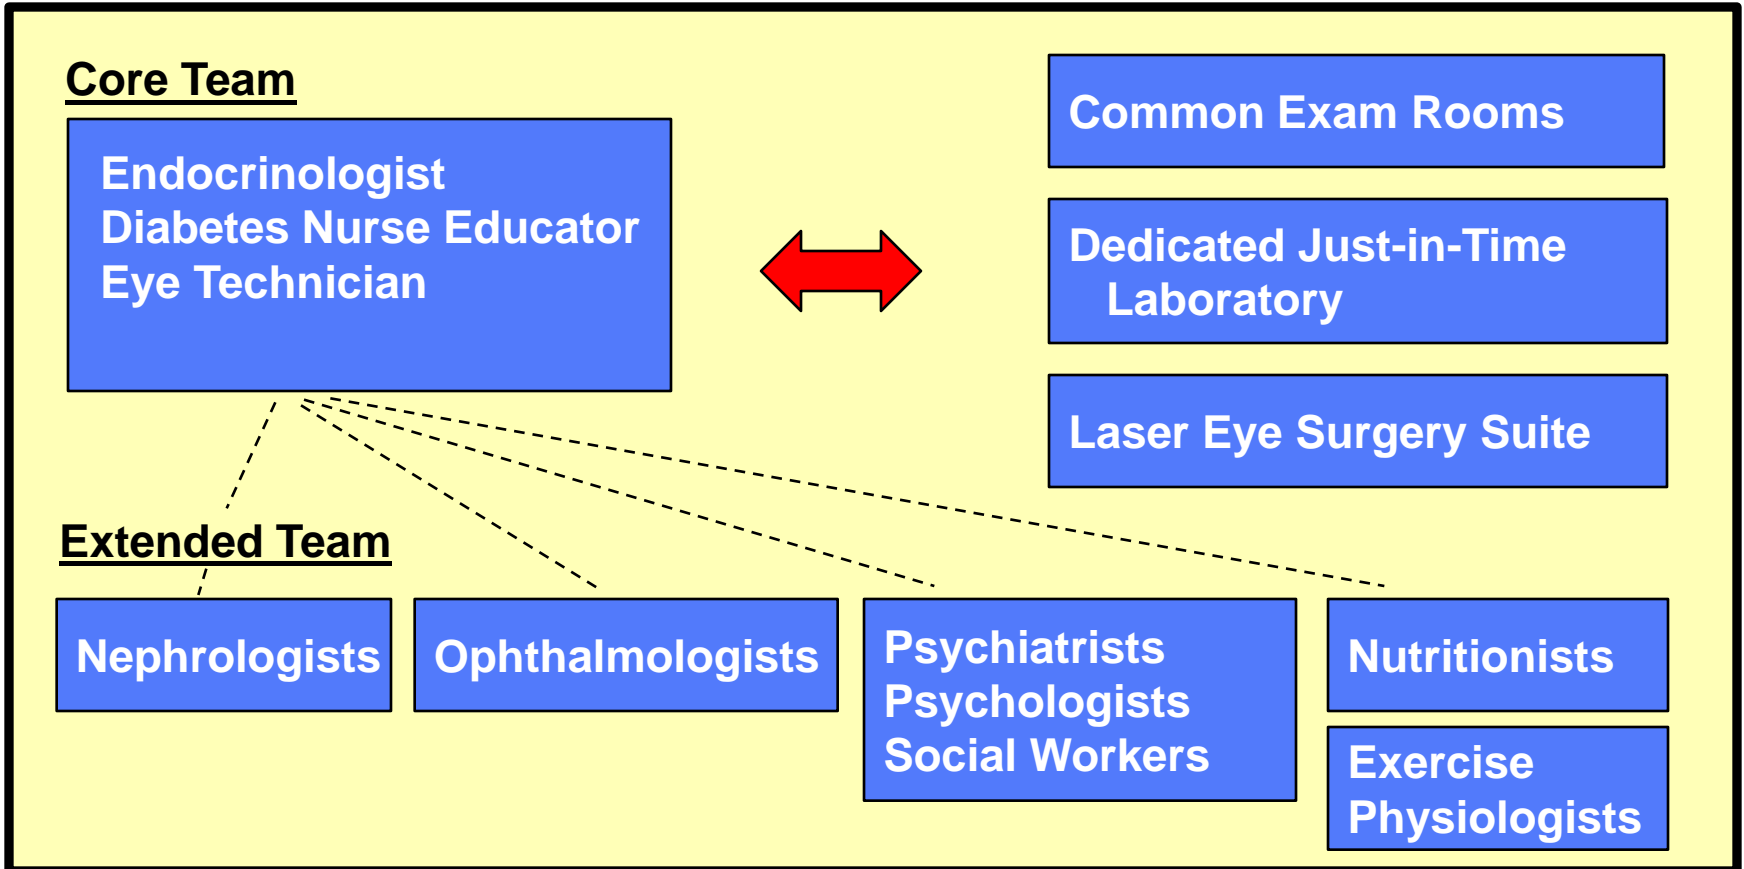 Core Team
Endocrinologist
Diabetes Nurse Educator
Eye Technician
Common Exam Rooms
Dedicated Just-in-Time
Laboratory
Laser Eye Surgery Suite
Extended Team
Nephrologists
Ophthalmologists
Psychiatrists
Psychologists
Social Workers
Nutritionists
Exercise
Physiologists